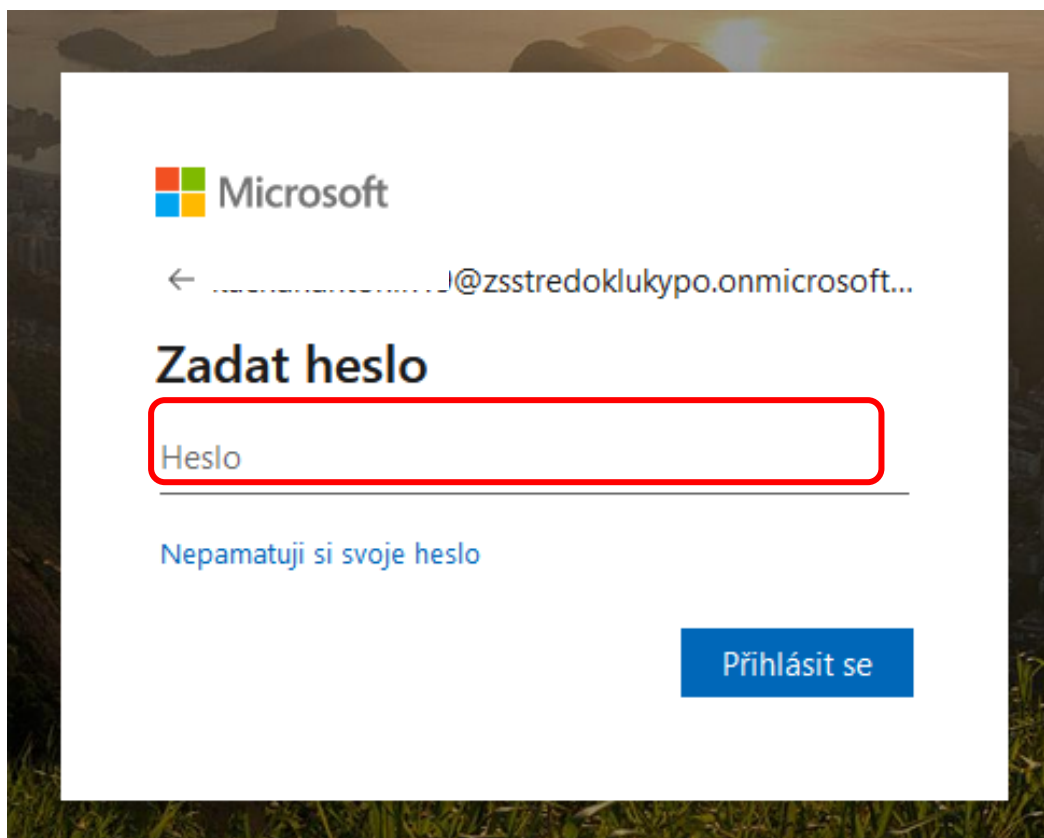 Microsoft
@zsstredoklukypo.onmicrosoft...
Zadat heslo
Heslo
Nepamatuji si svoje heslo
Přihlásit se